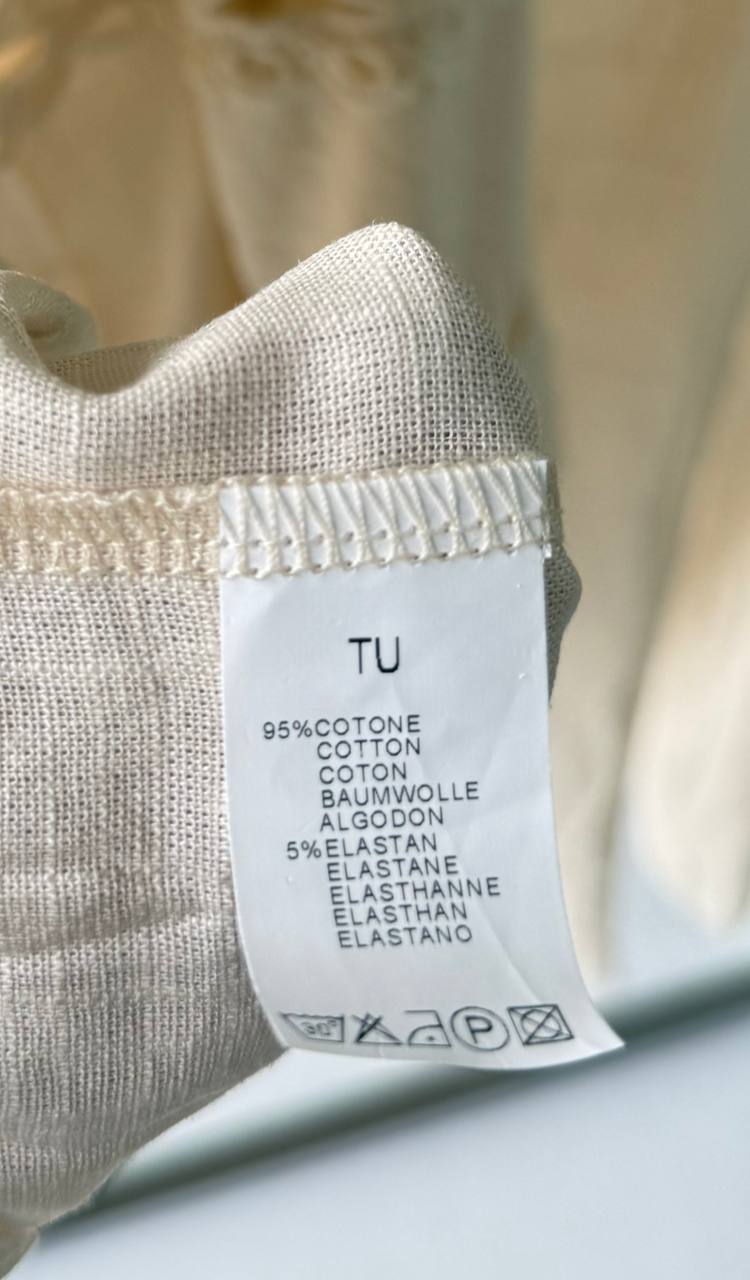 TU
95%COTONE
COTTON
COTON
BAUMWOLLE
ALGODON
5%ELASTAN
ELASTANE
ELASTHANNE
ELASTHAN
ELASTANO
30°
P